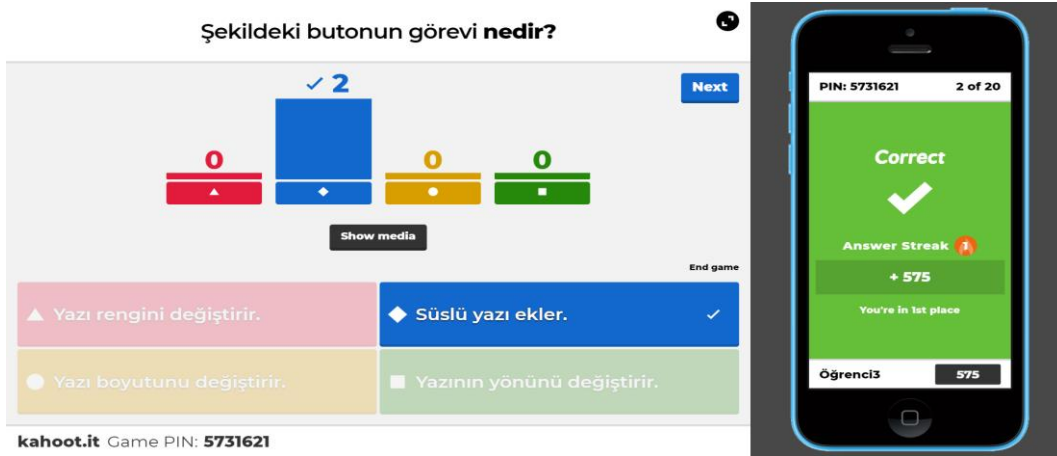 Şekildeki butonun görevi nedir?
✓ 2
Next
0
0
0
Show media
End game
Yazı rengini değiştirir.
Süslü yazı ekler.
Yazı boyutunu değiştirir.
Yazının yönünü değiştirir.
kahoot.it Game PIN: 5731621
PIN: 5731621 2 of 20
Correct
Answer Streak 1
+ 575
You're in 1st place
Öğrenci3 575